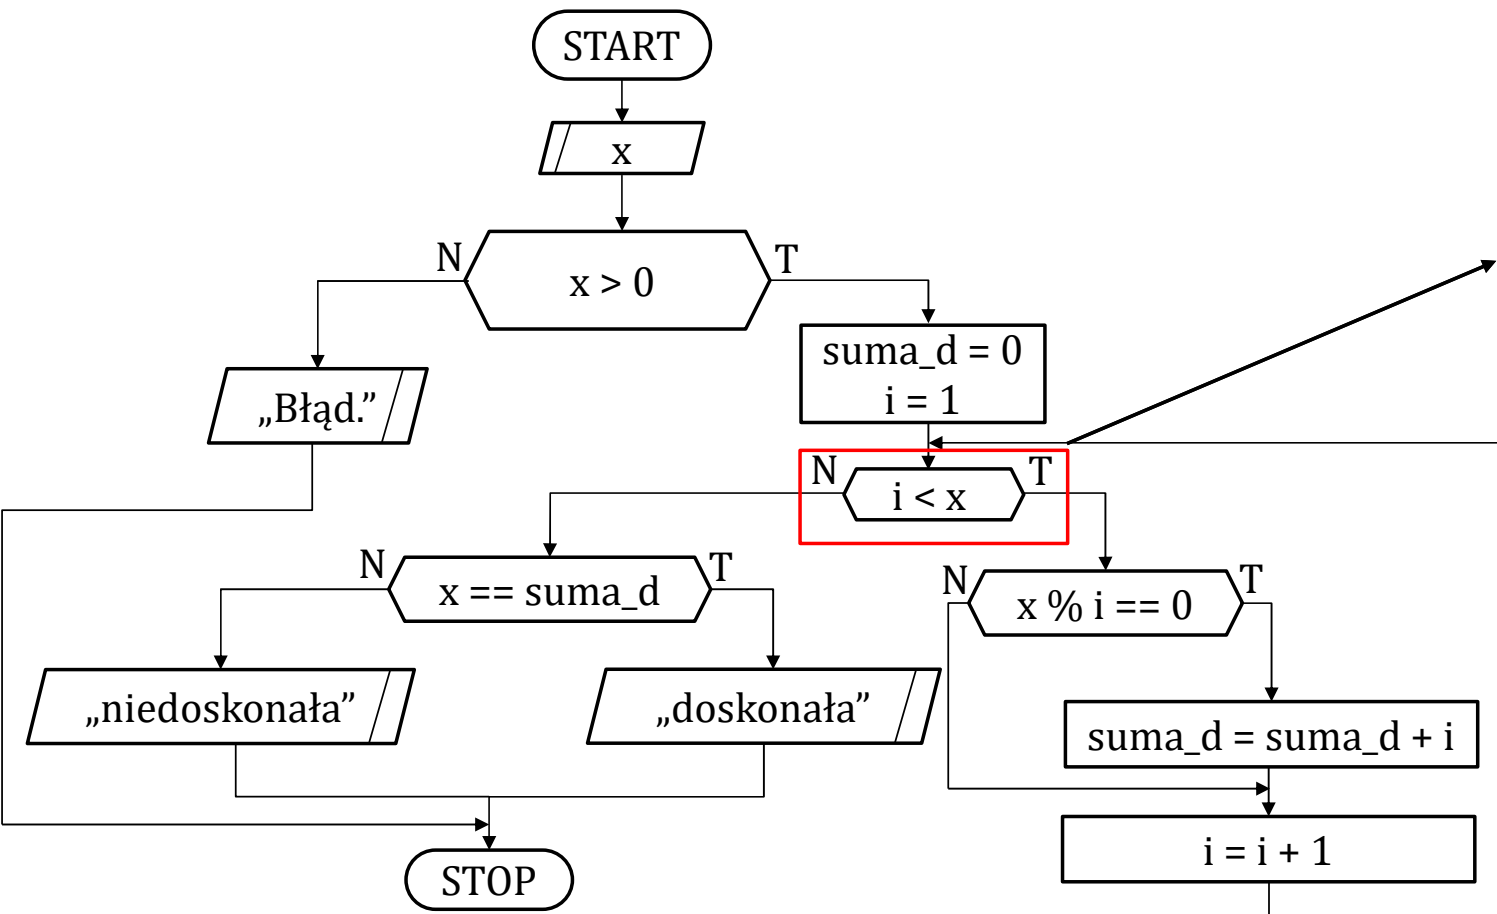 START
x
N
T
x > 0
suma_d = 0
i = 1
„Błąd.”
N
T
i < x
N
T
x == suma_d
N
T
x % i == 0
„niedoskonała”
„doskonała”
suma_d = suma_d + i
i = i + 1
STOP